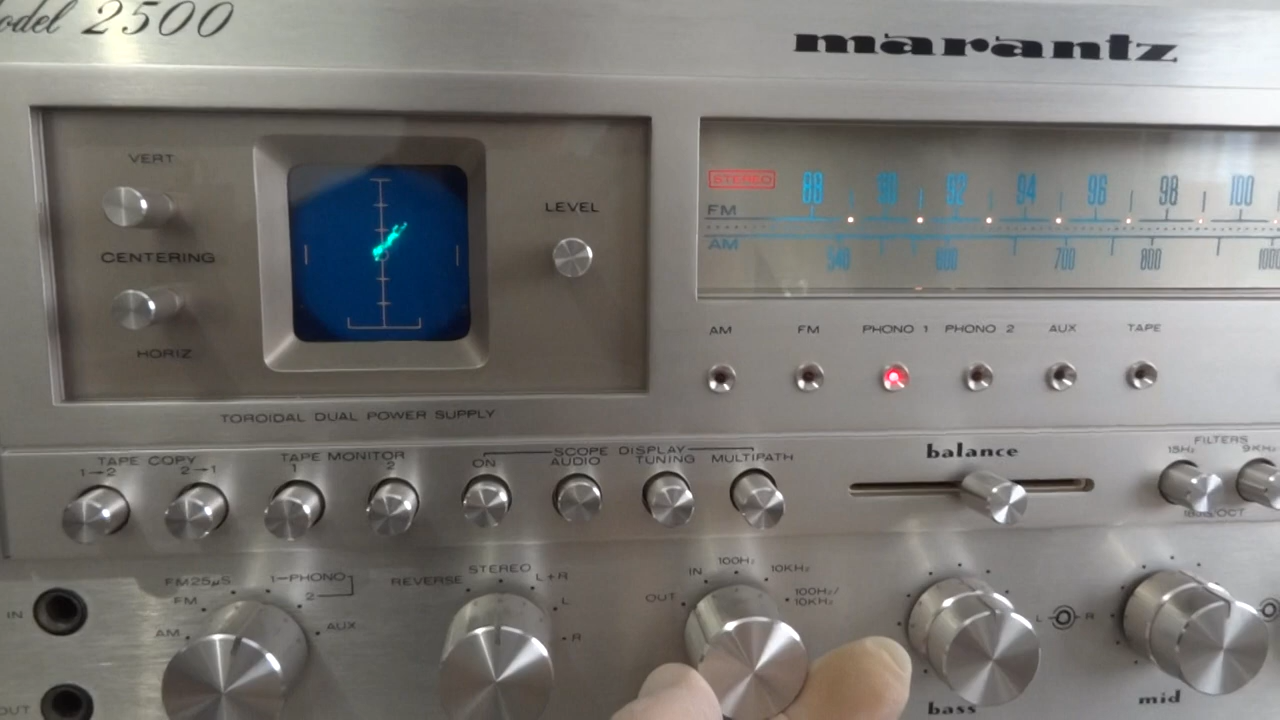 odel 2500
marantz
VERT
CENTERING
HORIZ
LEVEL
STEREO
88 90 92 94 96 98 100
FM
AM
540 600 700 800 1000
AM FM PHONO 1 PHONO 2 AUX TAPE
TOROIDAL DUAL POWER SUPPLY
TAPE COPY
1→2 2→1
TAPE MONITOR
1 2
SCOPE DISPLAY
ON AUDIO TUNING MULTIPATH
balance
FILTERS
15Hz 9KHz
18dB/OCT
IN
OUT
FM25µS
FM
AM
1-PHONO
2
AUX
REVERSE
STEREO
L+R
L
R
OUT
IN
100Hz
10KHz
100Hz/
10KHz
L R
bass
mid